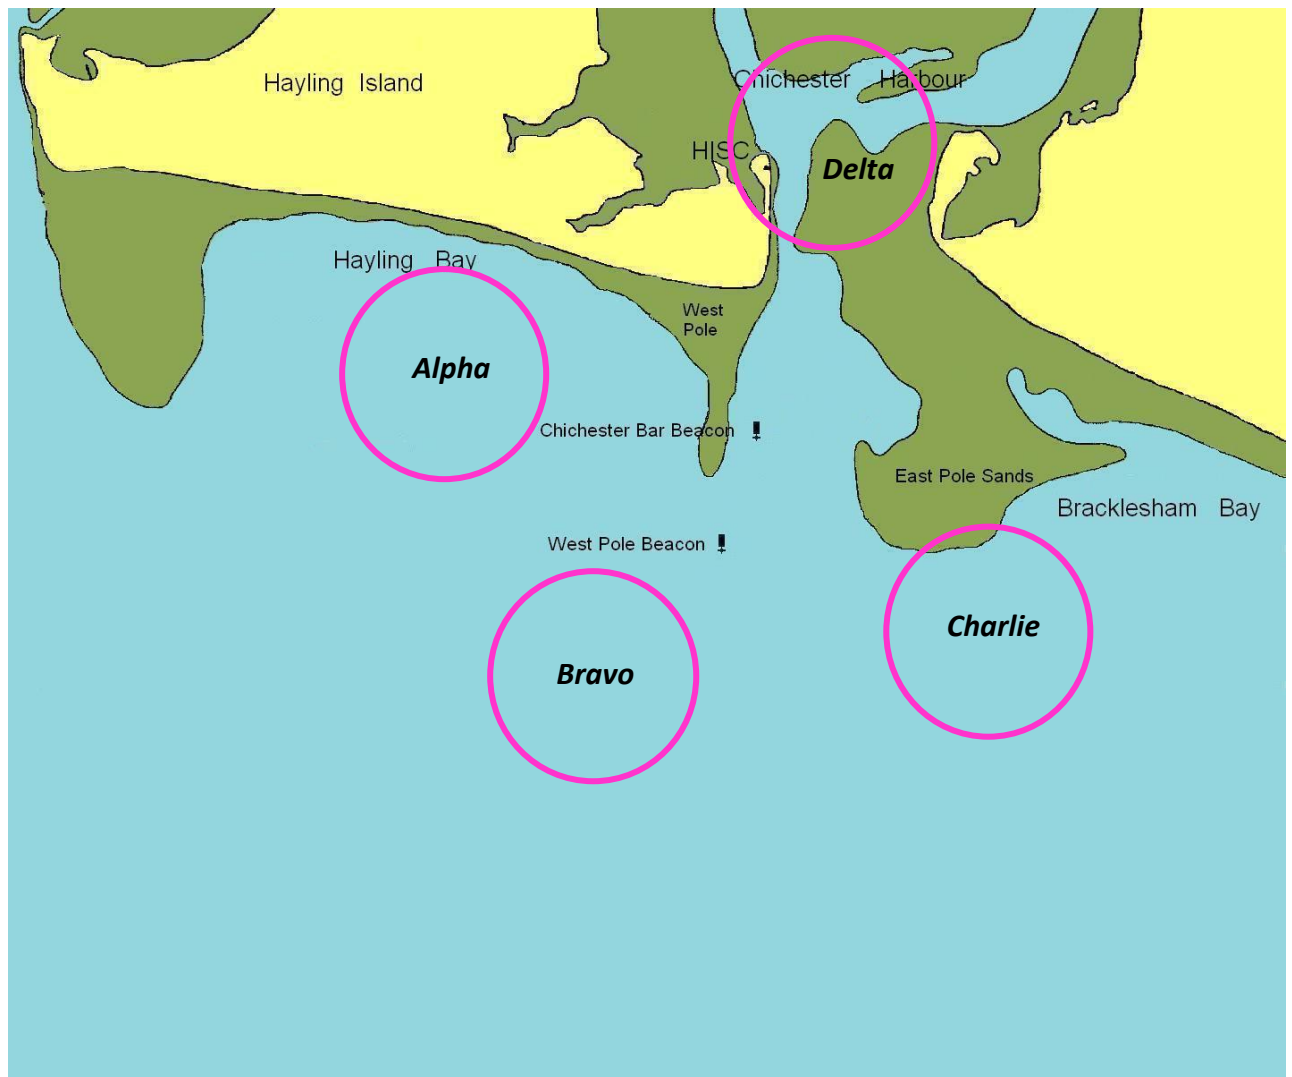 Hayling Island
Chichester Harbour
HISC
Delta
Hayling Bay
West
Pole
Alpha
Chichester Bar Beacon
East Pole Sands
Bracklesham Bay
West Pole Beacon
Charlie
Bravo